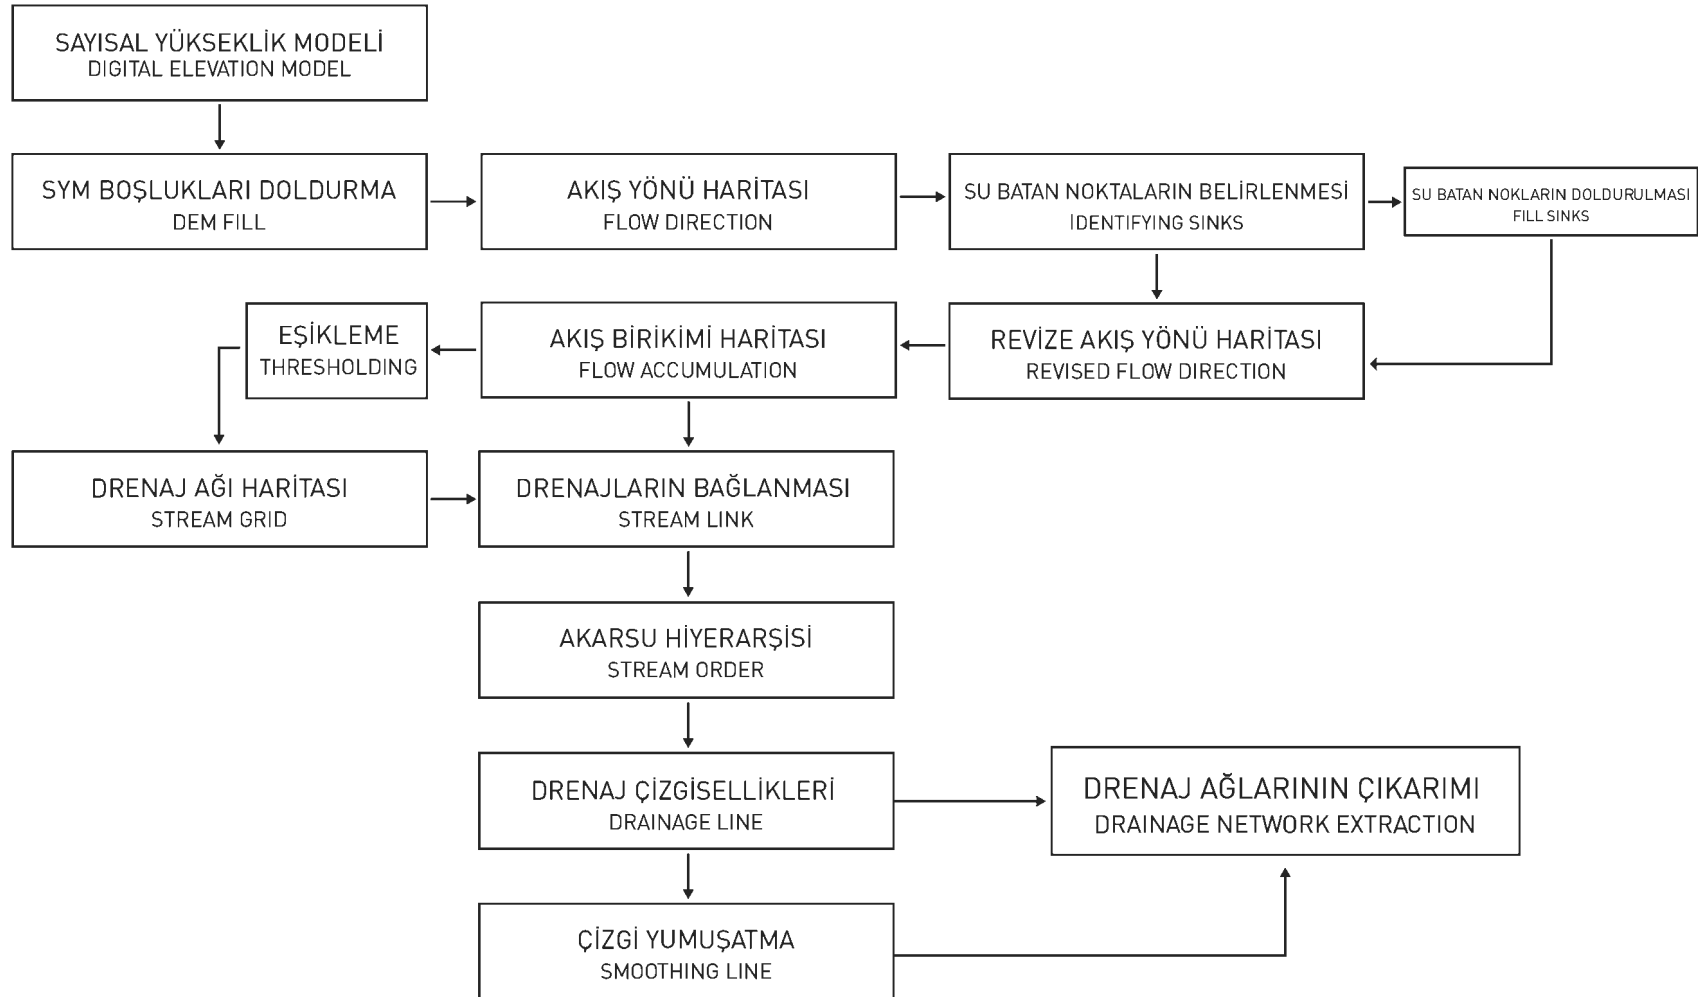 SAYISAL YÜKSEKLİK MODELİ
DIGITAL ELEVATION MODEL
SYM BOŞLUKLARI DOLDURMA
DEM FILL
AKIŞ YÖNÜ HARİTASI
FLOW DIRECTION
SU BATAN NOKTALARIN BELİRLENMESİ
IDENTIFYING SINKS
SU BATAN NOKLARIN DOLDURULMASI
FILL SINKS
EŞİKLEME
THRESHOLDING
AKIŞ BİRİKİMİ HARİTASI
FLOW ACCUMULATION
REVİZE AKIŞ YÖNÜ HARİTASI
REVISED FLOW DIRECTION
DRENAJ AĞI HARİTASI
STREAM GRID
DRENAJLARIN BAĞLANMASI
STREAM LINK
AKARSU HİYERARŞİSİ
STREAM ORDER
DRENAJ ÇİZGİSELLİKLERİ
DRAINAGE LINE
DRENAJ AĞLARININ ÇIKARIMI
DRAINAGE NETWORK EXTRACTION
ÇİZGİ YUMUŞATMA
SMOOTHING LINE